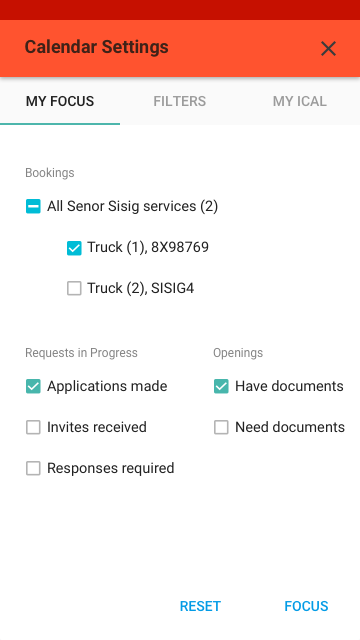 Calendar Settings
MY FOCUS
FILTERS
MY ICAL
Bookings
All Senor Sisig services (2)
Truck (1), 8X98769
Truck (2), SISIG4
Requests in Progress
Applications made
Invites received
Responses required
Openings
Have documents
Need documents
RESET
FOCUS